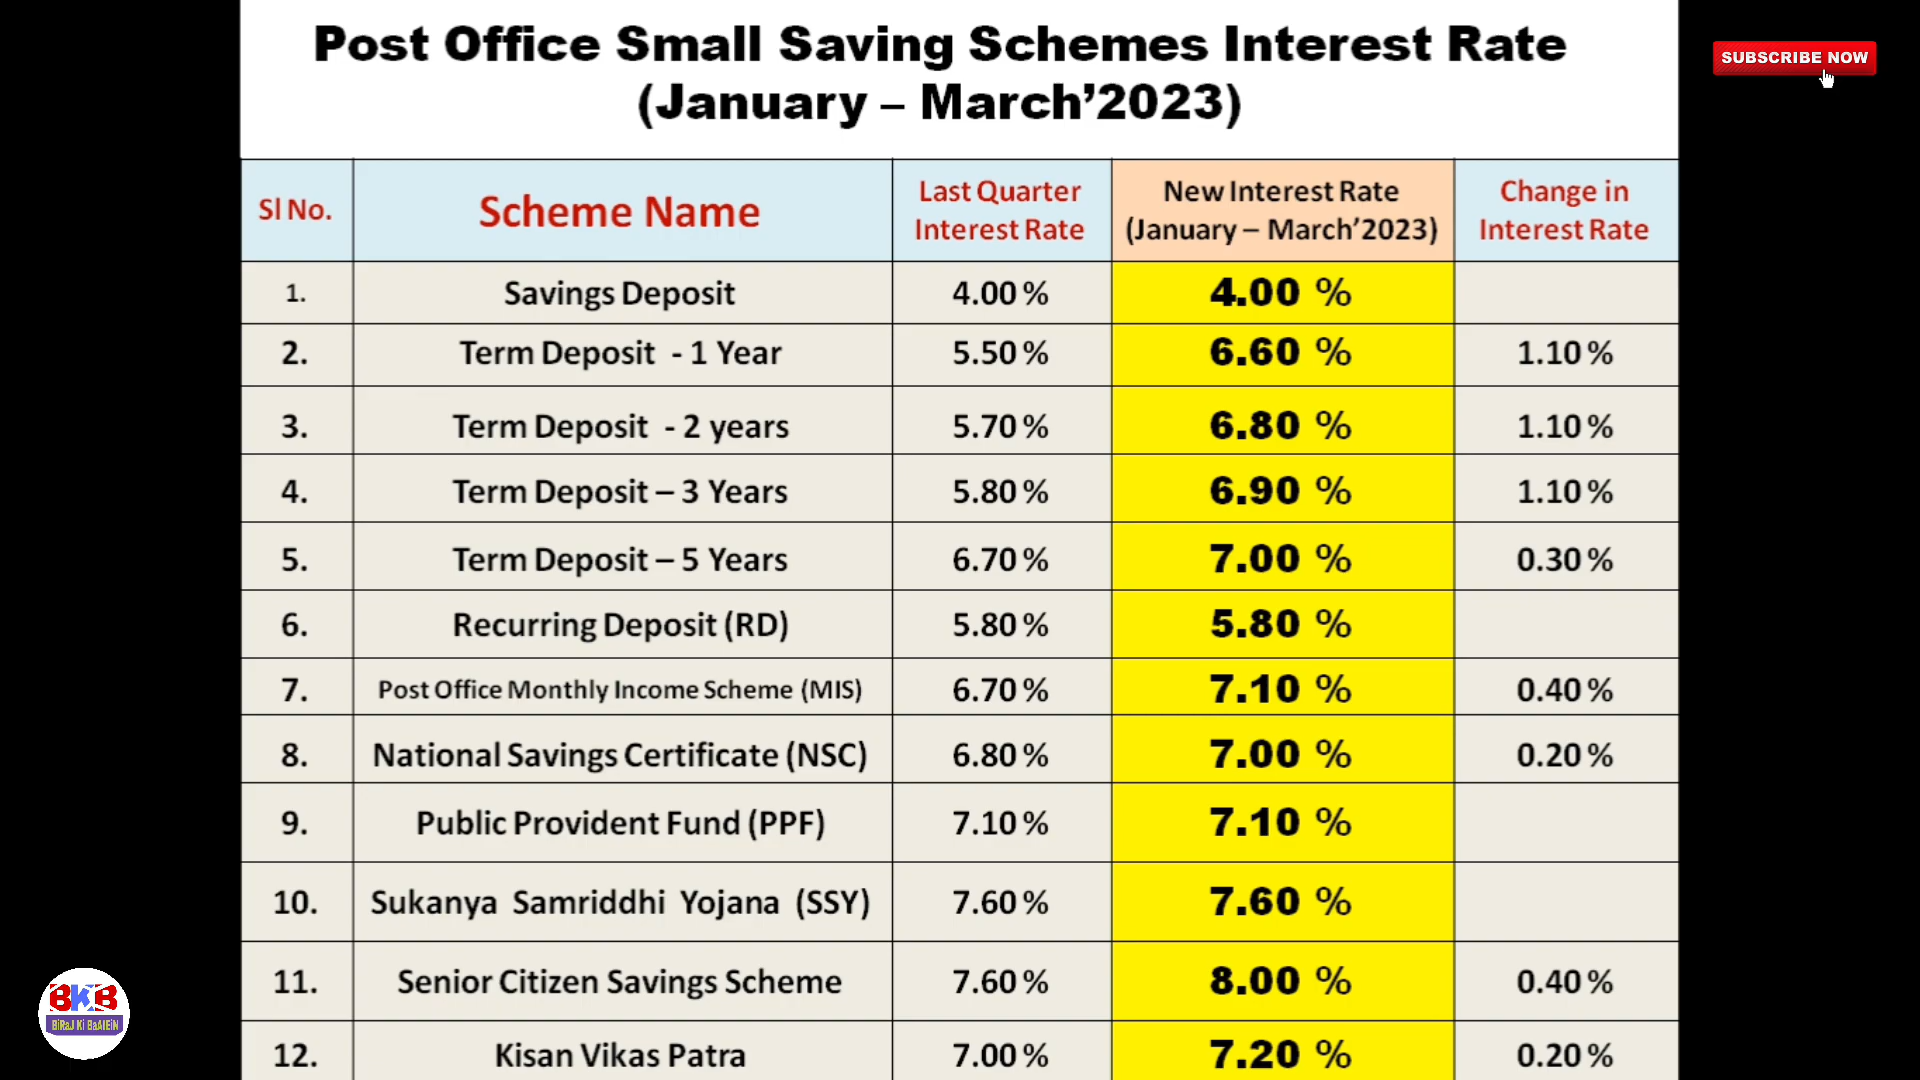 Post Office Small Saving Schemes Interest Rate
(January – March’2023)
SUBSCRIBE NOW
Sl No. Scheme Name Last Quarter Interest Rate New Interest Rate (January – March’2023) Change in Interest Rate
1. Savings Deposit 4.00 % 4.00 %
2. Term Deposit - 1 Year 5.50 % 6.60 % 1.10 %
3. Term Deposit - 2 years 5.70 % 6.80 % 1.10 %
4. Term Deposit – 3 Years 5.80 % 6.90 % 1.10 %
5. Term Deposit – 5 Years 6.70 % 7.00 % 0.30 %
6. Recurring Deposit (RD) 5.80 % 5.80 %
7. Post Office Monthly Income Scheme (MIS) 6.70 % 7.10 % 0.40 %
8. National Savings Certificate (NSC) 6.80 % 7.00 % 0.20 %
9. Public Provident Fund (PPF) 7.10 % 7.10 %
10. Sukanya Samriddhi Yojana (SSY) 7.60 % 7.60 %
11. Senior Citizen Savings Scheme 7.60 % 8.00 % 0.40 %
12. Kisan Vikas Patra 7.00 % 7.20 % 0.20 %
BKB
BiRaJ Ki BaAtEiN